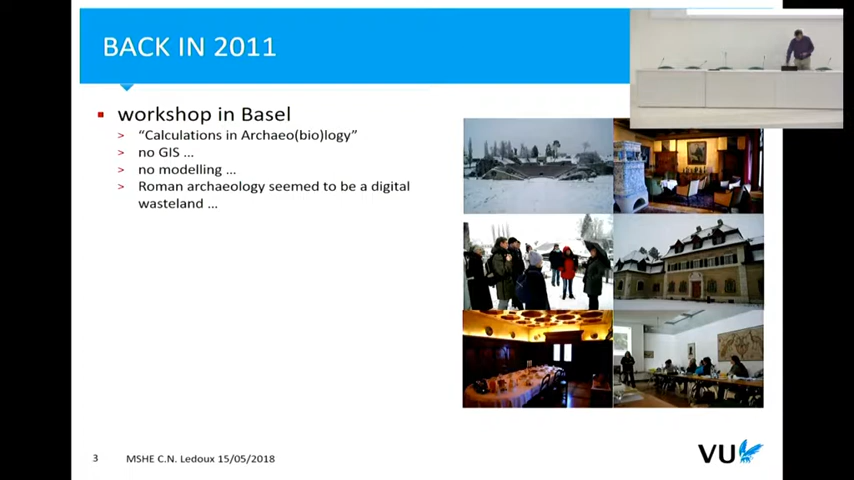 BACK IN 2011
workshop in Basel
“Calculations in Archaeo(bio)logy”
no GIS ...
no modelling ...
Roman archaeology seemed to be a digital
wasteland ...
3 MSHE C.N. Ledoux 15/05/2018
VU